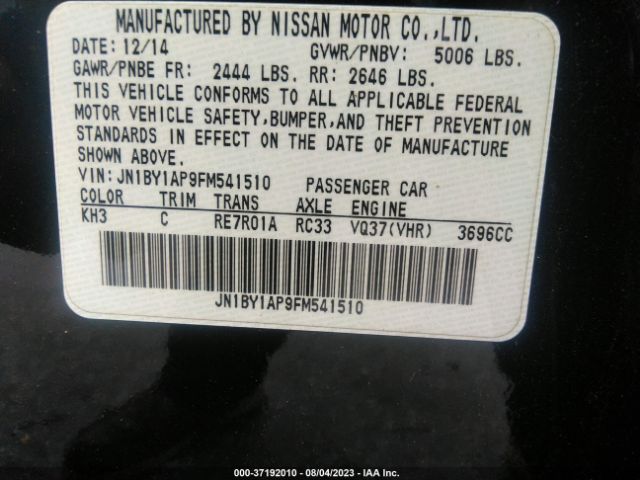 MANUFACTURED BY NISSAN MOTOR CO.,LTD.
DATE: 12/14 GVWR/PNBV: 5006 LBS.
GAWR/PNBE FR: 2444 LBS. RR: 2646 LBS.
THIS VEHICLE CONFORMS TO ALL APPLICABLE FEDERAL
MOTOR VEHICLE SAFETY,BUMPER,AND THEFT PREVENTION
STANDARDS IN EFFECT ON THE DATE OF MANUFACTURE
SHOWN ABOVE.
VIN:JN1BY1AP9FM541510 PASSENGER CAR
COLOR TRIM TRANS AXLE ENGINE
KH3 C RE7R01A RC33 VQ37(VHR) 3696CC
JN1BY1AP9FM541510
000-37192010 - 08/04/2023 - IAA Inc.